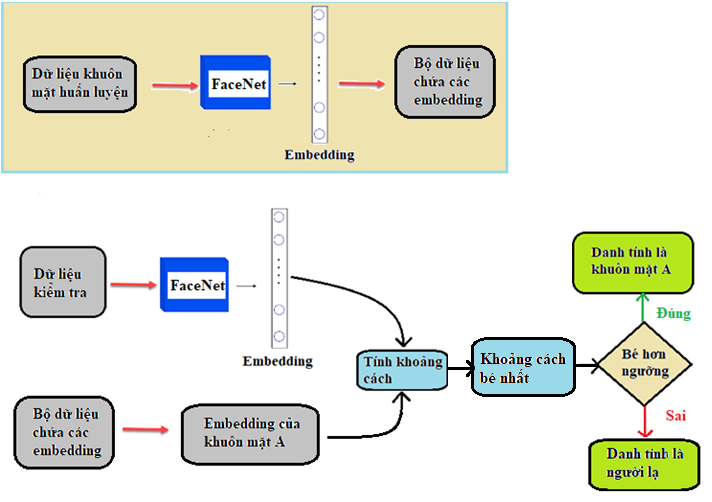 Dữ liệu khuôn
mặt huấn luyện
FaceNet
Embedding
Bộ dữ liệu
chứa các
embedding
Dữ liệu
kiểm tra
FaceNet
Embedding
Bộ dữ liệu
chứa các
embedding
Embedding của
khuôn mặt A
Tính khoảng
cách
Khoảng cách
bé nhất
Bé hơn
ngưỡng
Đúng
Danh tính là
khuôn mặt A
Sai
Danh tính là
người lạ